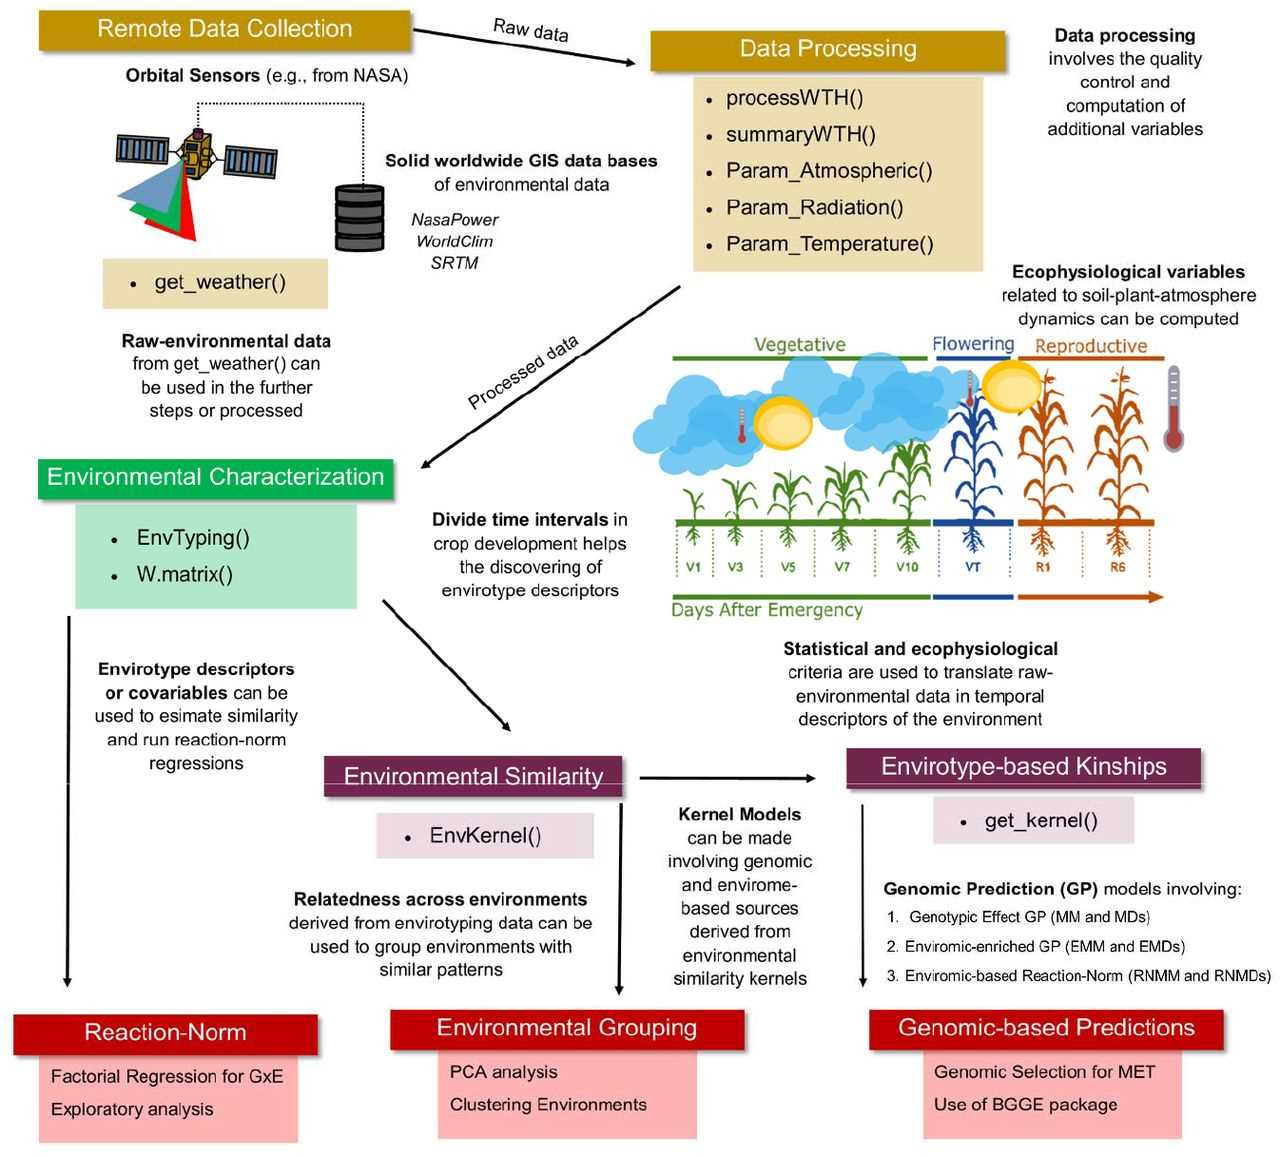 Remote Data Collection
Raw data
Data Processing
Orbital Sensors (e.g., from NASA)
Solid worldwide GIS data bases
of environmental data
NasaPower
WorldClim
SRTM
• get_weather()
Raw-environmental data
from get_weather() can
be used in the further
steps or processed
• processWTH()
• summaryWTH()
• Param_Atmospheric()
• Param_Radiation()
• Param_Temperature()
Data processing
involves the quality
control and
computation of
additional variables
Ecophysiological variables
related to soil-plant-atmosphere
dynamics can be computed
Processed data
Vegetative
Flowering
Reproductive
V1
V3
V5
V7
V10
VT
R1
R6
Days After Emergency
Environmental Characterization
• EnvTyping()
• W.matrix()
Divide time intervals in
crop development helps
the discovering of
envirotype descriptors
Statistical and ecophysiological
criteria are used to translate raw-
environmental data in temporal
descriptors of the environment
Envirotype descriptors
or covariables can be
used to esimate similarity
and run reaction-norm
regressions
Environmental Similarity
• EnvKernel()
Relatedness across environments
derived from envirotyping data can be
used to group environments with
similar patterns
Kernel Models
can be made
involving genomic
and envirome-
based sources
derived from
environmental
similarity kernels
Envirotype-based Kinships
• get_kernel()
Genomic Prediction (GP) models involving:
1. Genotypic Effect GP (MM and MDs)
2. Enviromic-enriched GP (EMM and EMDs)
3. Enviromic-based Reaction-Norm (RNMM and RNMDs)
Reaction-Norm
Factorial Regression for GxE
Exploratory analysis
Environmental Grouping
PCA analysis
Clustering Environments
Genomic-based Predictions
Genomic Selection for MET
Use of BGGE package